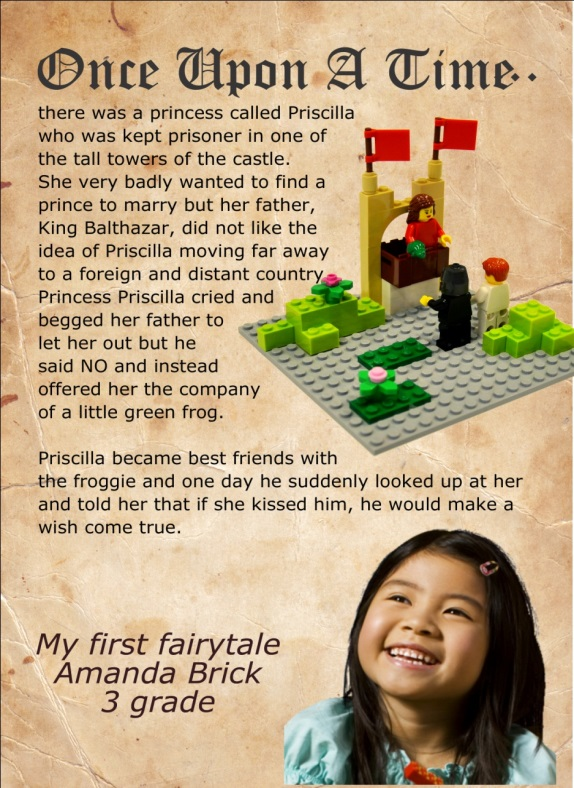 Once Upon A Time..
there was a princess called Priscilla
who was kept prisoner in one of
the tall towers of the castle.
She very badly wanted to find a
prince to marry but her father,
King Balthazar, did not like the
idea of Priscilla moving far away
to a foreign and distant country.
Princess Priscilla cried and
begged her father to
let her out but he
said NO and instead
offered her the company
of a little green frog.
Priscilla became best friends with
the froggie and one day he suddenly looked up at her
and told her that if she kissed him, he would make a
wish come true.
My first fairytale
Amanda Brick
3 grade